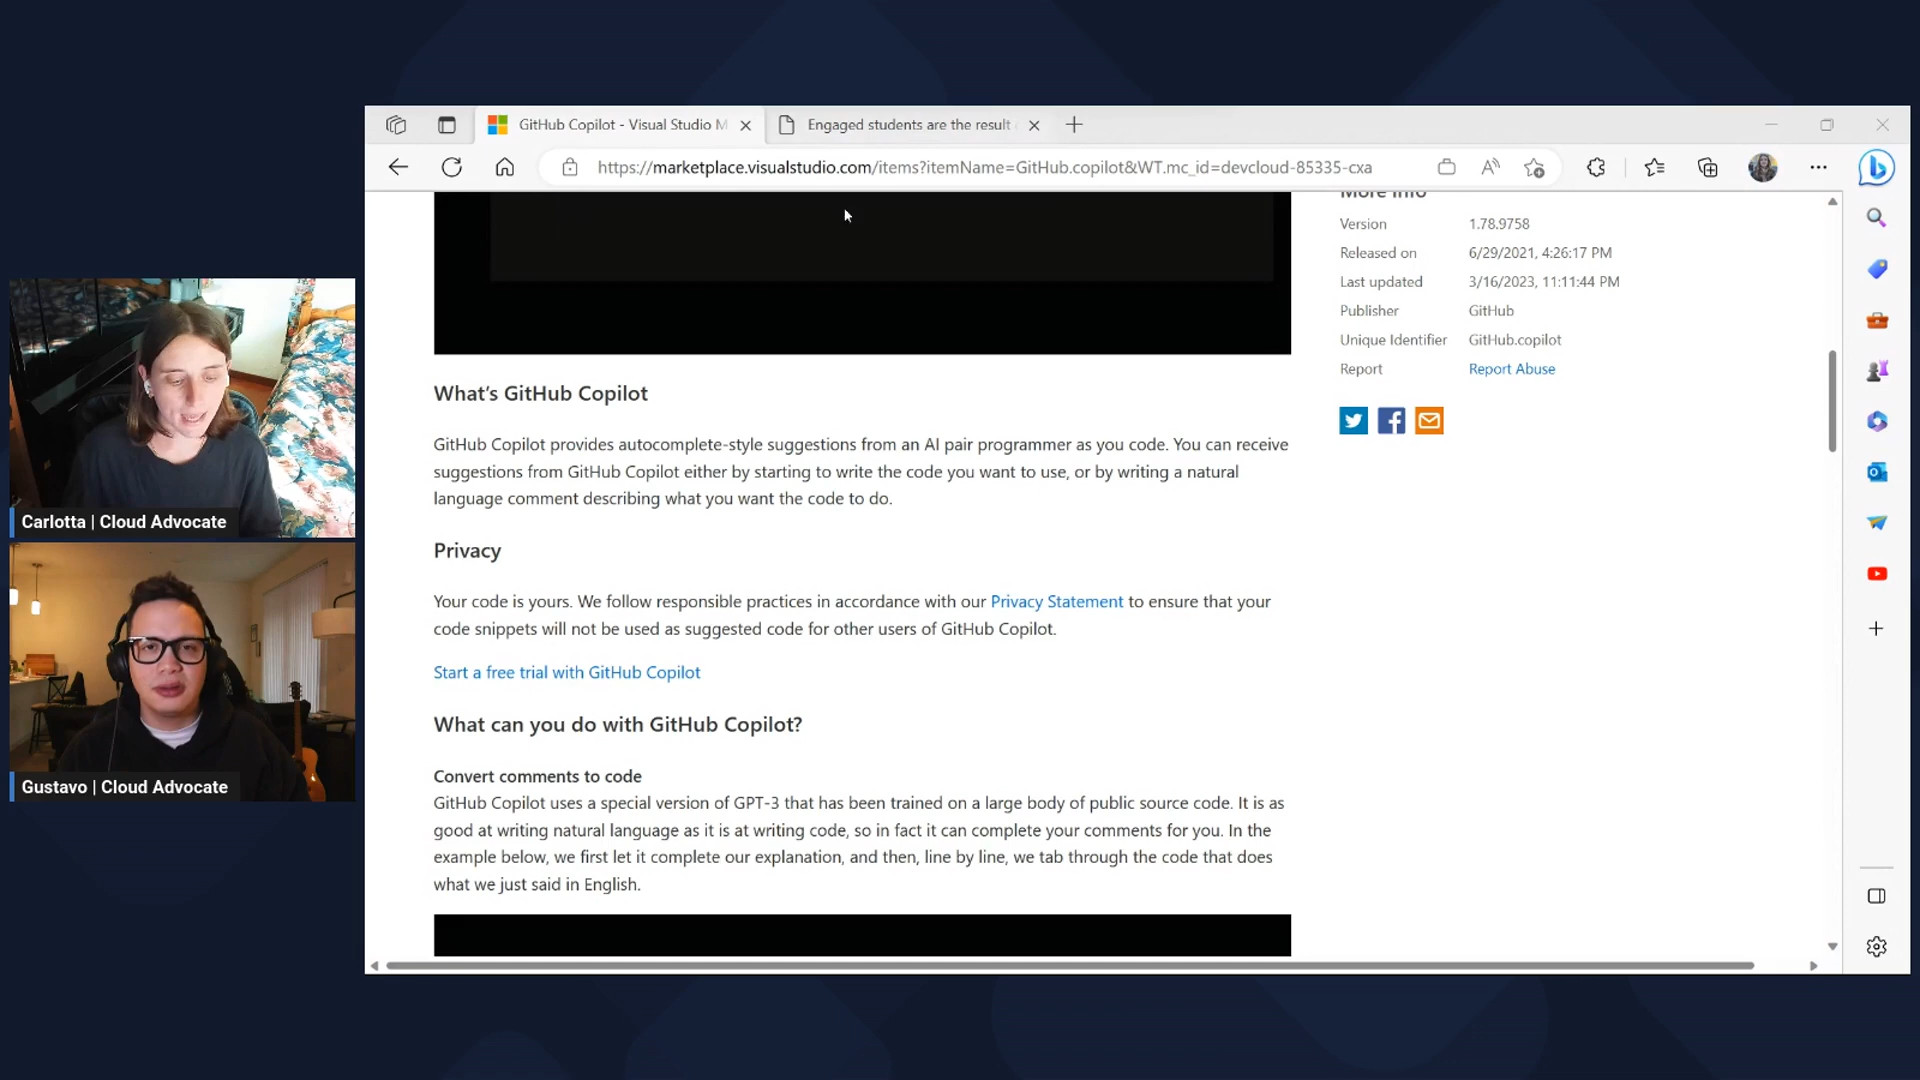 GitHub Copilot - Visual Studio M
Engaged students are the result
https://marketplace.visualstudio.com/items?itemName=GitHub.copilot&WT.mc_id=devcloud-85335-cxa
More Info
Version 1.78.9758
Released on 6/29/2021, 4:26:17 PM
Last updated 3/16/2023, 11:11:44 PM
Publisher GitHub
Unique Identifier GitHub.copilot
Report Report Abuse
What's GitHub Copilot
GitHub Copilot provides autocomplete-style suggestions from an AI pair programmer as you code. You can receive
suggestions from GitHub Copilot either by starting to write the code you want to use, or by writing a natural
language comment describing what you want the code to do.
Privacy
Your code is yours. We follow responsible practices in accordance with our Privacy Statement to ensure that your
code snippets will not be used as suggested code for other users of GitHub Copilot.
Start a free trial with GitHub Copilot
What can you do with GitHub Copilot?
Convert comments to code
GitHub Copilot uses a special version of GPT-3 that has been trained on a large body of public source code. It is as
good at writing natural language as it is at writing code, so in fact it can complete your comments for you. In the
example below, we first let it complete our explanation, and then, line by line, we tab through the code that does
what we just said in English.
Carlotta | Cloud Advocate
Gustavo | Cloud Advocate